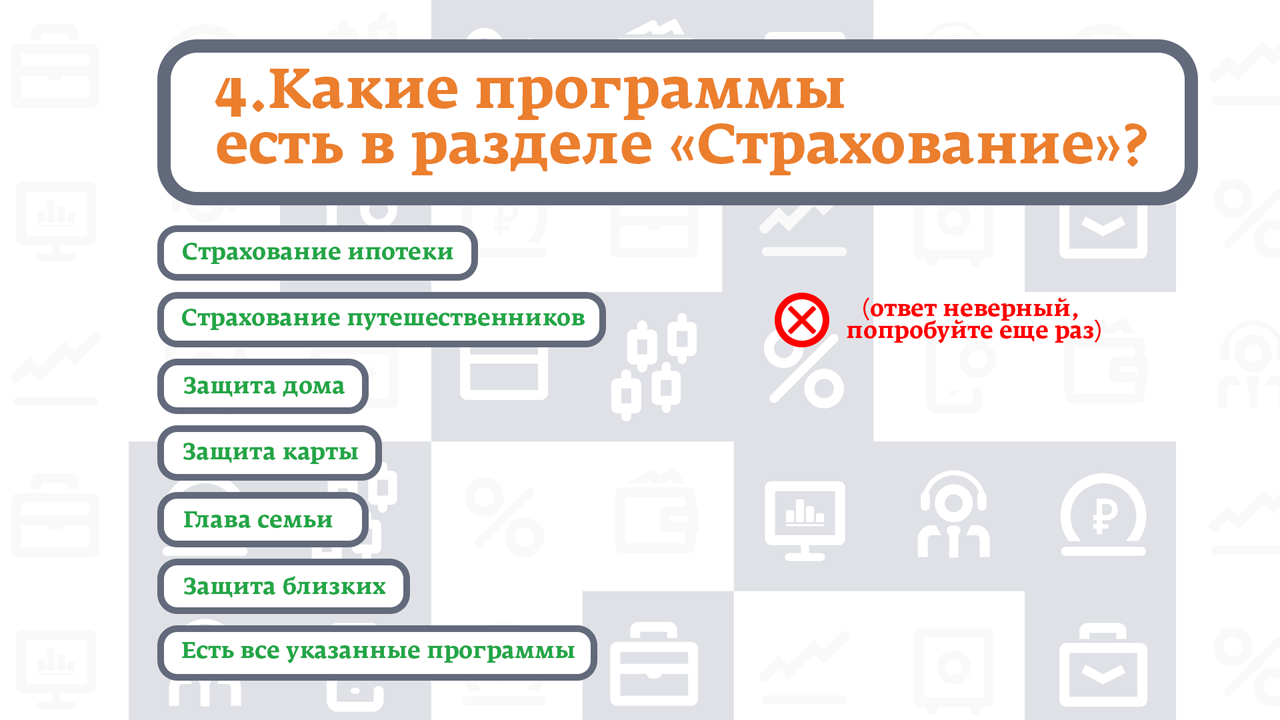 4.Какие программы
есть в разделе «Страхование»?
Страхование ипотеки
Страхование путешественников
(ответ неверный,
попробуйте еще раз)
Защита дома
Защита карты
Глава семьи
Защита близких
Есть все указанные программы